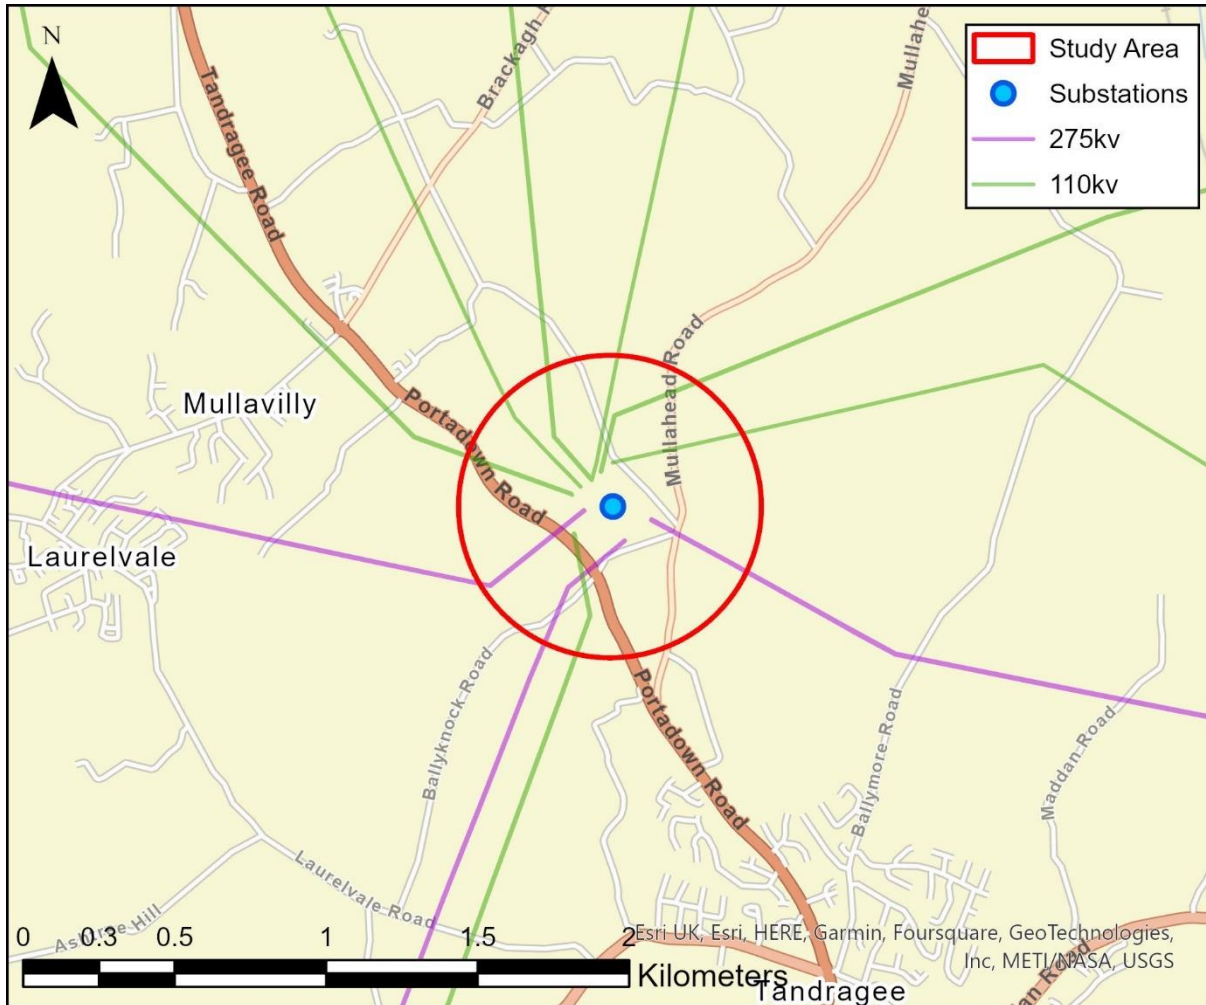 N
Study Area
Substations
275kv
110kv
Tandragee Road
Brackagh
Mullavilly
Portadown Road
Mullahead Road
Laurelvale
Ballyknock Road
Portadown Road
Ballymore Road
Maddan Road
Laurelvale Road
Ashtree Hill
0 0.3 0.5 1 1.5 2
Kilometers
Esri UK, Esri, HERE, Garmin, Foursquare, GeoTechnologies,
Inc, METI/NASA, USGS
Tandragee
Road